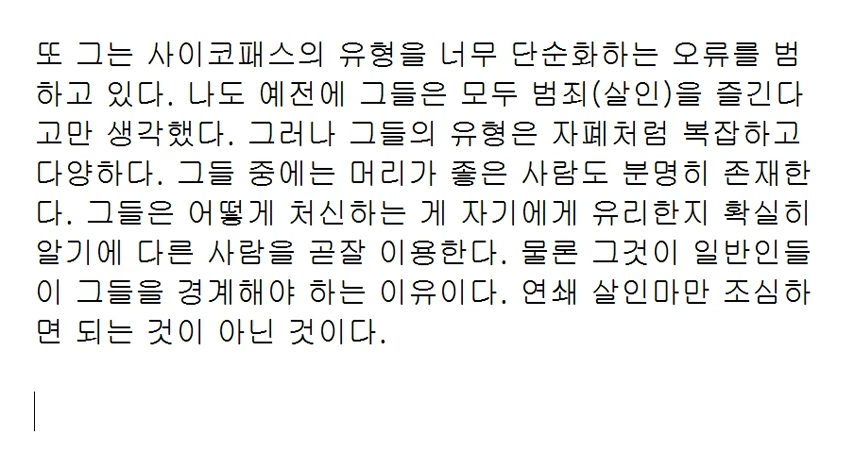 또 그는 사이코패스의 유형을 너무 단순화하는 오류를 범
하고 있다. 나도 예전에 그들은 모두 범죄(살인)을 즐긴다
고만 생각했다. 그러나 그들의 유형은 자폐처럼 복잡하고
다양하다. 그들 중에는 머리가 좋은 사람도 분명히 존재한
다. 그들은 어떻게 처신하는 게 자기에게 유리한지 확실히
알기에 다른 사람을 곧잘 이용한다. 물론 그것이 일반인들
이 그들을 경계해야 하는 이유이다. 연쇄 살인마만 조심하
면 되는 것이 아닌 것이다.